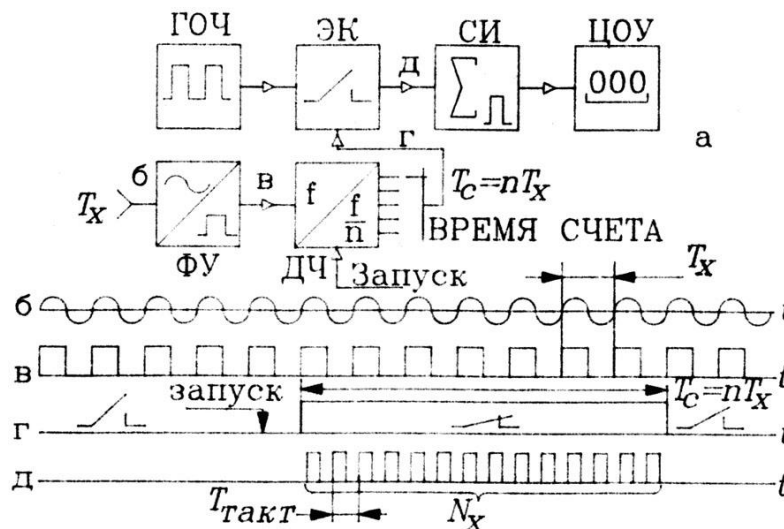 ГОЧ ЭК СИ ЦОУ
000
д
а
г
б в
T_X f f/n T_C=nT_X
ВРЕМЯ СЧЕТА
ФУ ДЧ Запуск T_X
б t
в t
запуск T_C=nT_X
г t
д t
T_такт N_X